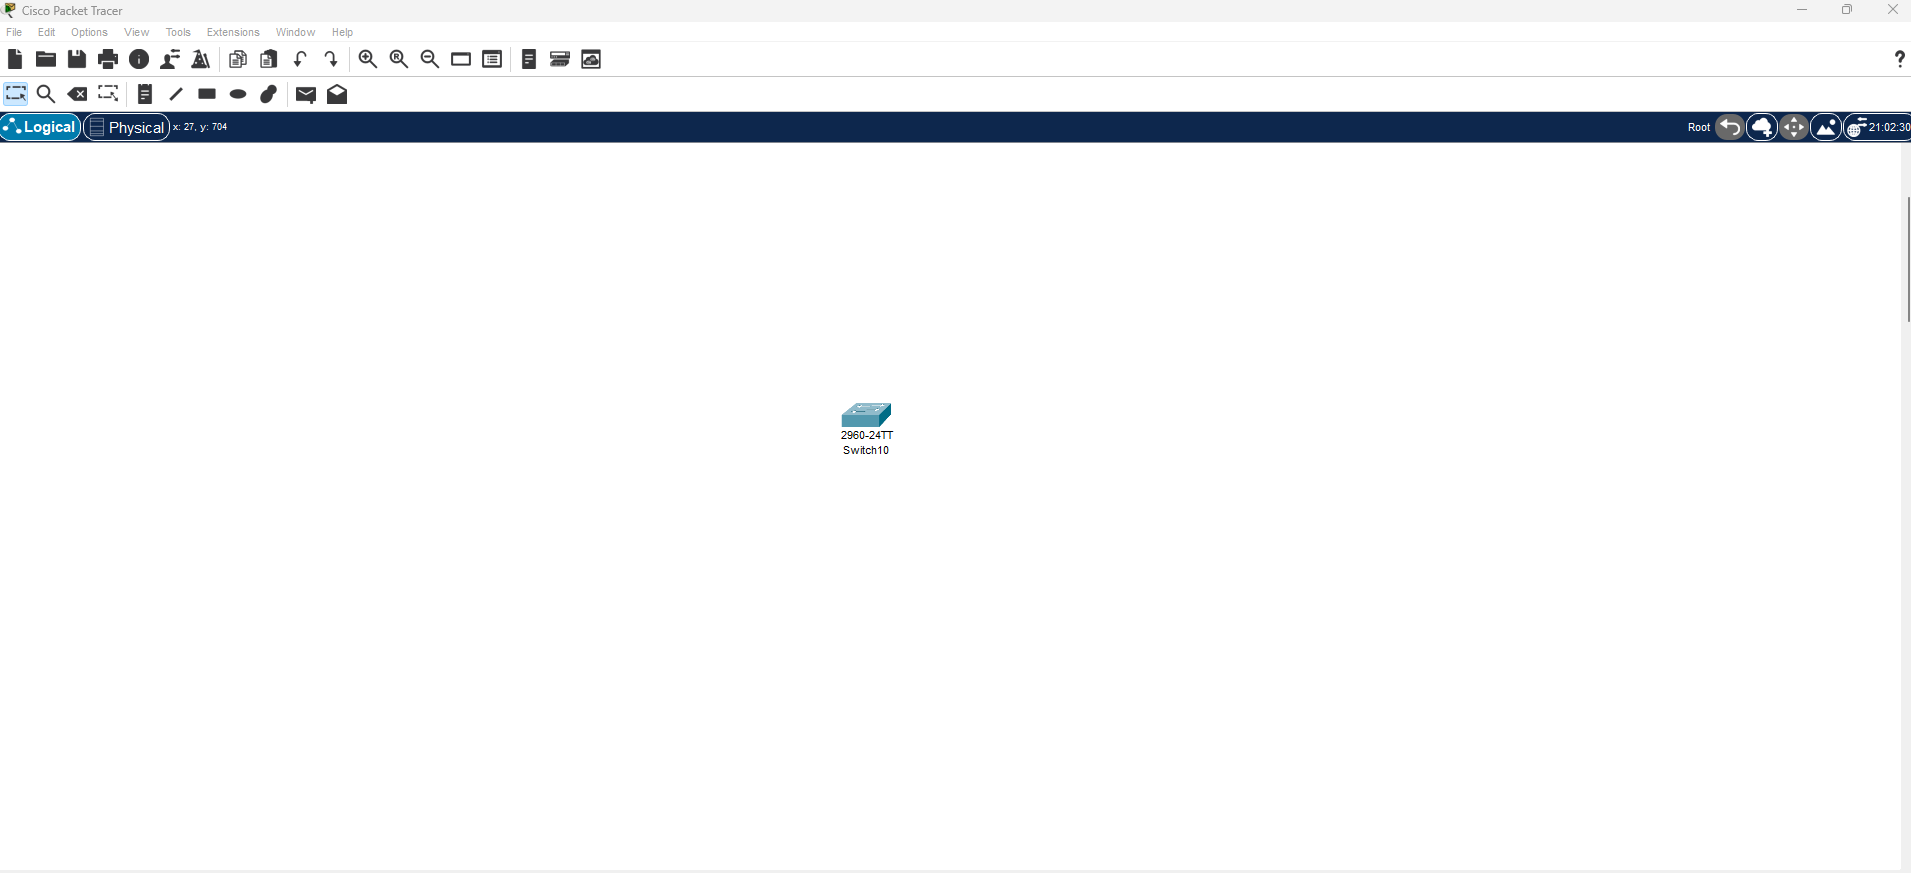 Cisco Packet Tracer
File Edit Options View Tools Extensions Window Help
?
Logical Physical x: 27, y: 704 Root 21:02:30
2960-24TT
Switch10